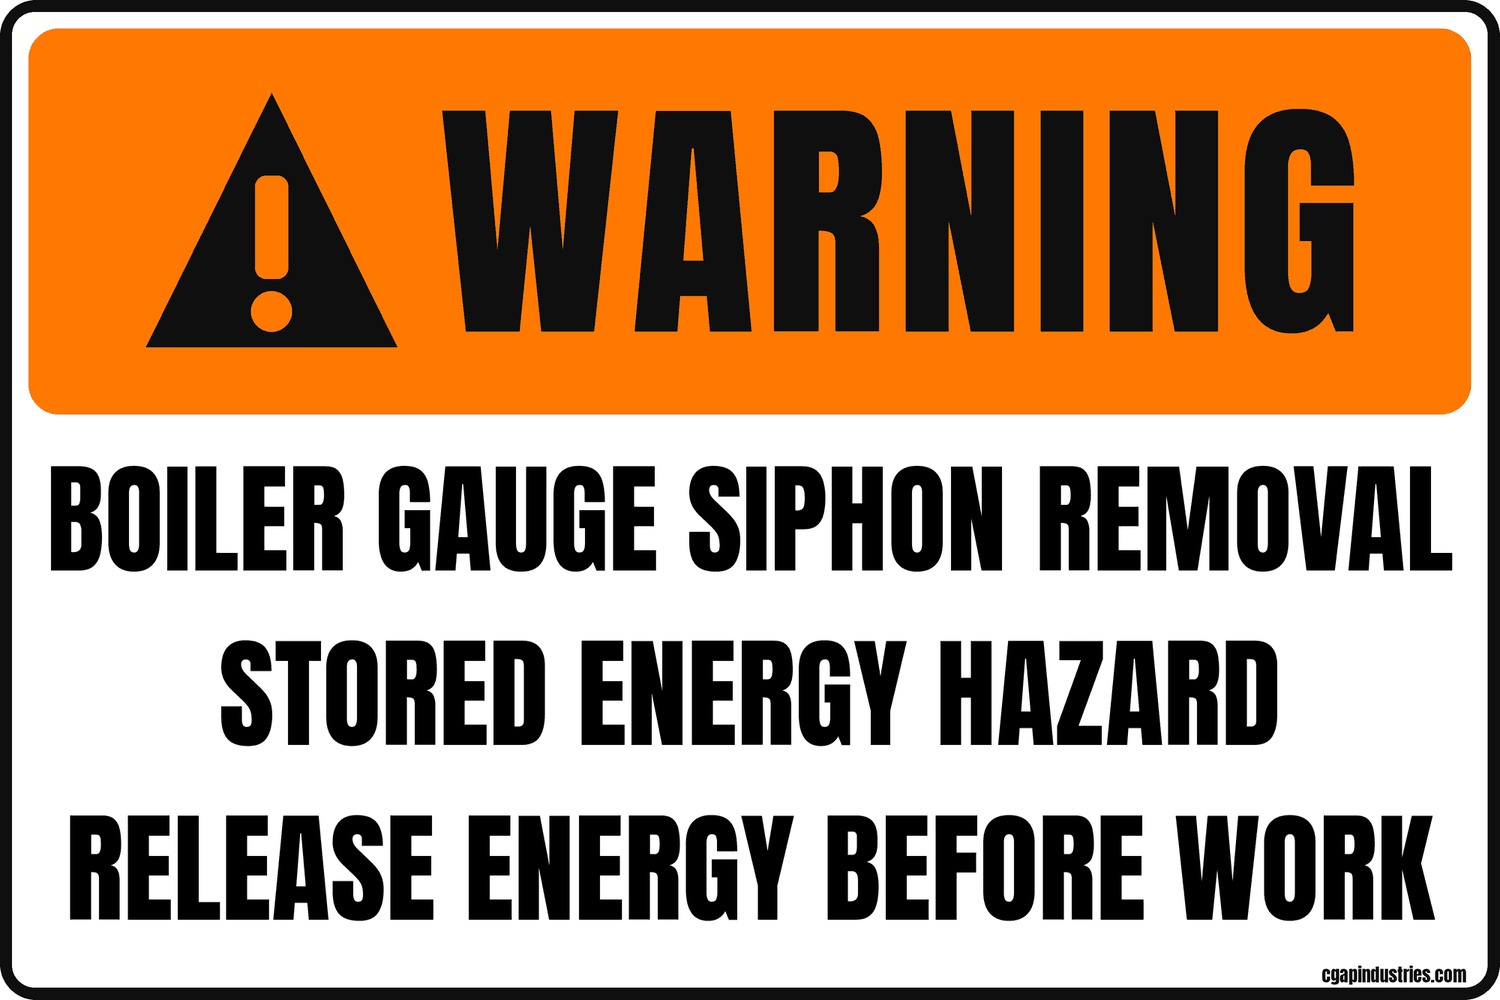 WARNING
BOILER GAUGE SIPHON REMOVAL
STORED ENERGY HAZARD
RELEASE ENERGY BEFORE WORK
cgapindustries.com